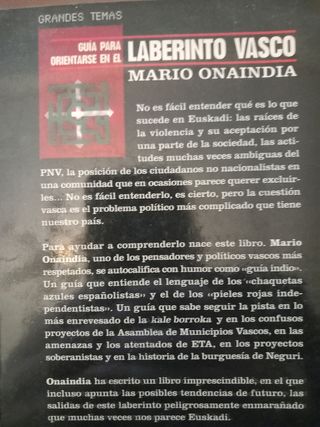 GRANDES TEMAS
GUÍA PARA
ORIENTARSE EN EL
LABERINTO VASCO
MARIO ONAINDIA
No es fácil entender qué es lo que
sucede en Euskadi: las raíces de
la violencia y su aceptación por
una parte de la sociedad, las acti-
tudes muchas veces ambiguas del
PNV, la posición de los ciudadanos no nacionalistas en
una comunidad que en ocasiones parece querer excluir-
les... No es fácil entenderlo, es cierto, pero la cuestión
vasca es el problema político más complicado que tiene
nuestro país.
Para ayudar a comprenderlo nace este libro. Mario
Onaindia, uno de los pensadores y políticos vascos más
respetados, se autocalifica con humor como «guía indio».
Un guía que entiende el lenguaje de los «chaquetas
azules españolistas» y el de los «pieles rojas inde-
pendentistas». Un guía que sabe seguir la pista en lo
más enrevesado de la kale borroka y en los confusos
proyectos de la Asamblea de Municipios Vascos, en las
amenazas y los atentados de ETA, en los proyectos
soberanistas y en la historia de la burguesía de Neguri.
Onaindia ha escrito un libro imprescindible, en el que
incluso apunta las posibles tendencias de futuro, las
salidas de este laberinto peligrosamente enmarañado
que muchas veces nos parece Euskadi.